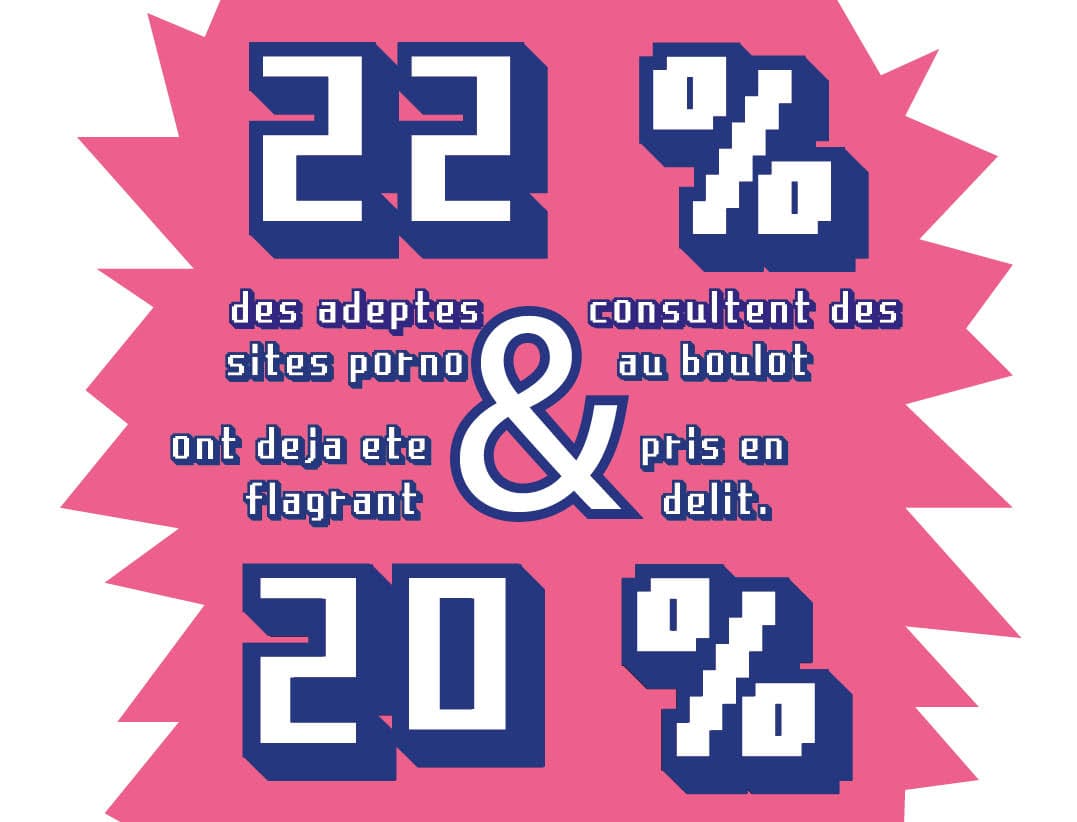 22 %
des adeptes consultent des
sites porno & au boulot
ont deja ete pris en
flagrant delit.
20 %